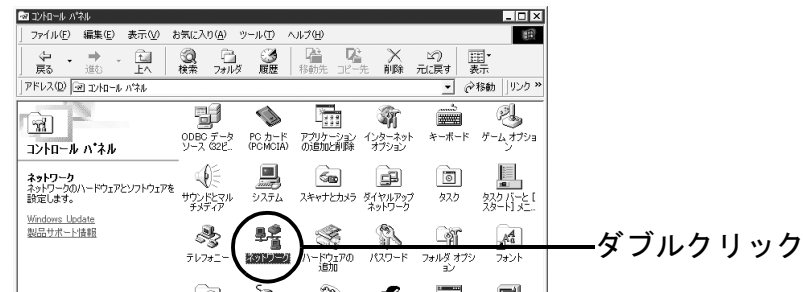 コントロール パネル
ファイル(F) 編集(E) 表示(V) お気に入り(A) ツール(T) ヘルプ(H)
戻る 進む 上へ 検索 フォルダ 履歴 移動先 コピー先 削除 元に戻す 表示
アドレス(D) コントロール パネル 移動 リンク »
コントロール パネル
ネットワーク
ネットワークのハードウェアとソフトウェアを
設定します。
Windows Update
製品サポート情報
ODBC データ
ソース (32ビ...
PC カード
(PCMCIA)
アプリケーション
の追加と削除
インターネット
オプション
キーボード
ゲーム オプショ
ン
サウンドとマル
チメディア
システム
スキャナとカメラ
ダイヤルアップ
ネットワーク
タスク
タスク バーと [
スタート] メニ...
テレフォニー
ネットワーク
ハードウェアの
追加
パスワード
フォルダ オプシ
ョン
フォント
ダブルクリック